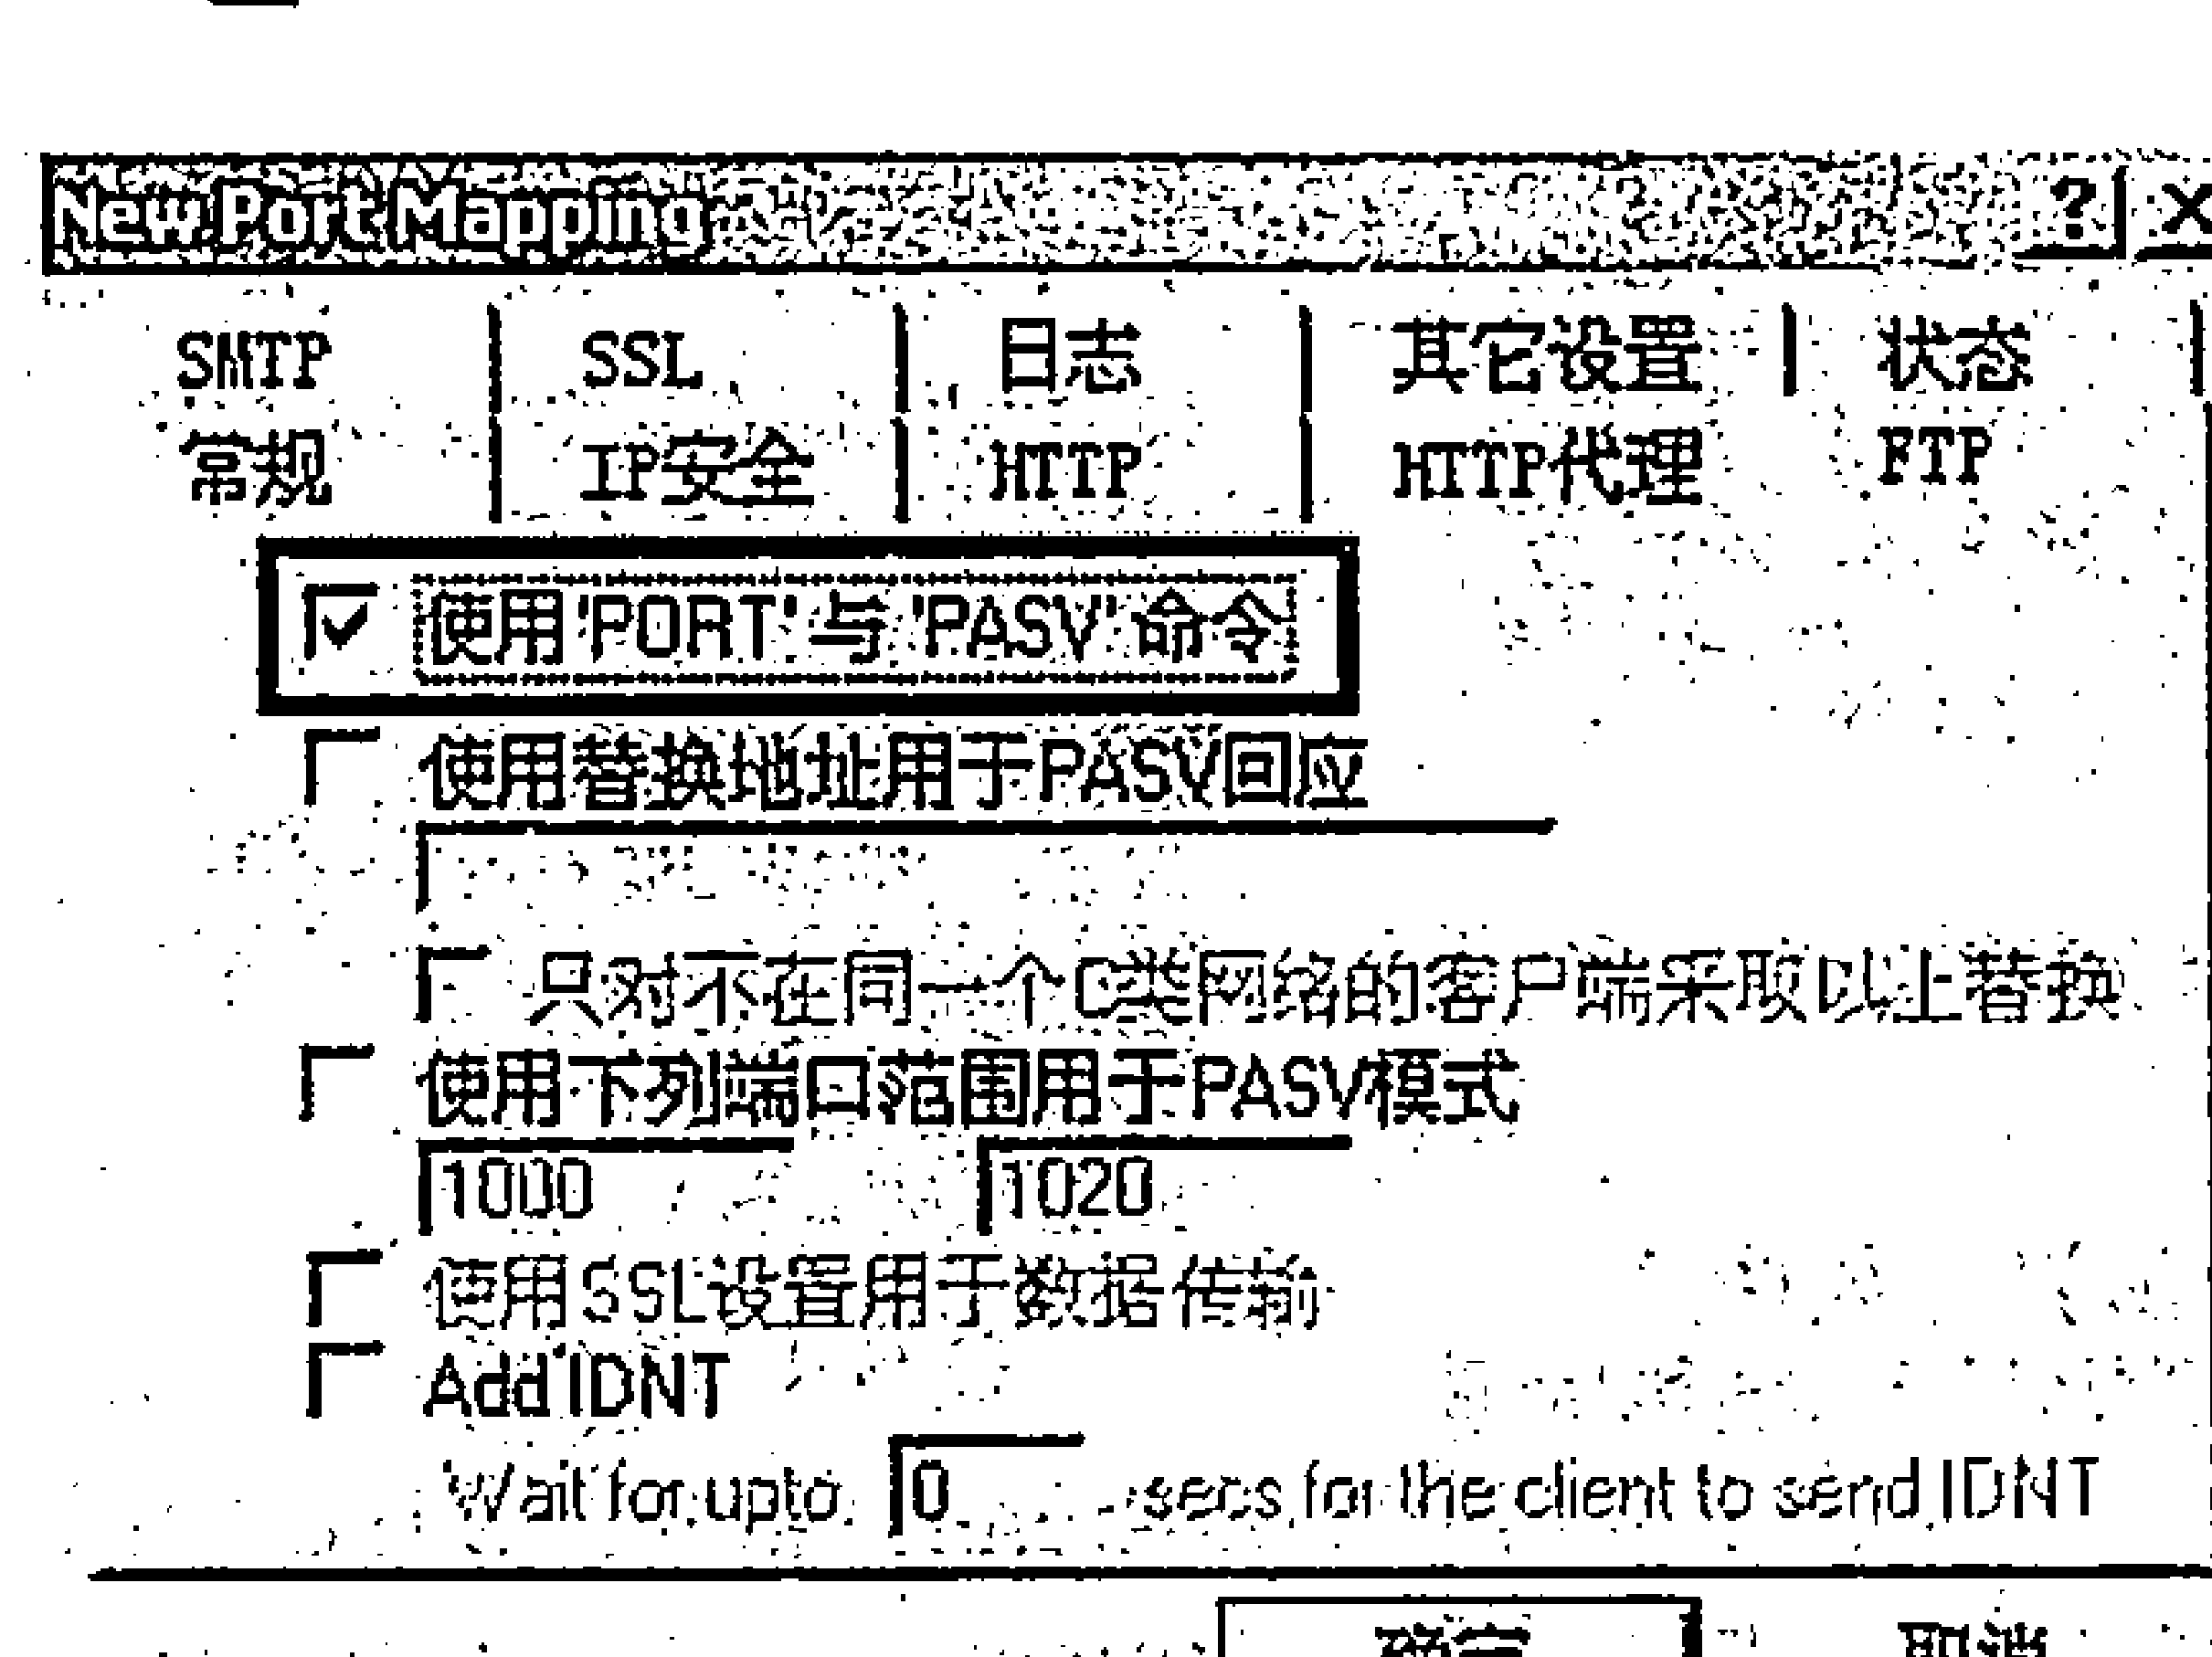 New Port Mapping
SMTP SSL 日志 其它设置 状态
常规 IP安全 HTTP HTTP代理 FTP
使用'PORT'与'PASV'命令
使用替换地址用于PASV回应
只对不在同一个C类网络的客户端采取以上替换
使用下列端口范围用于PASV模式
1000 1020
使用SSL设置用于数据传输
Add IDNT
Wait for upto 0 secs for the client to send IDNT
确定 取消